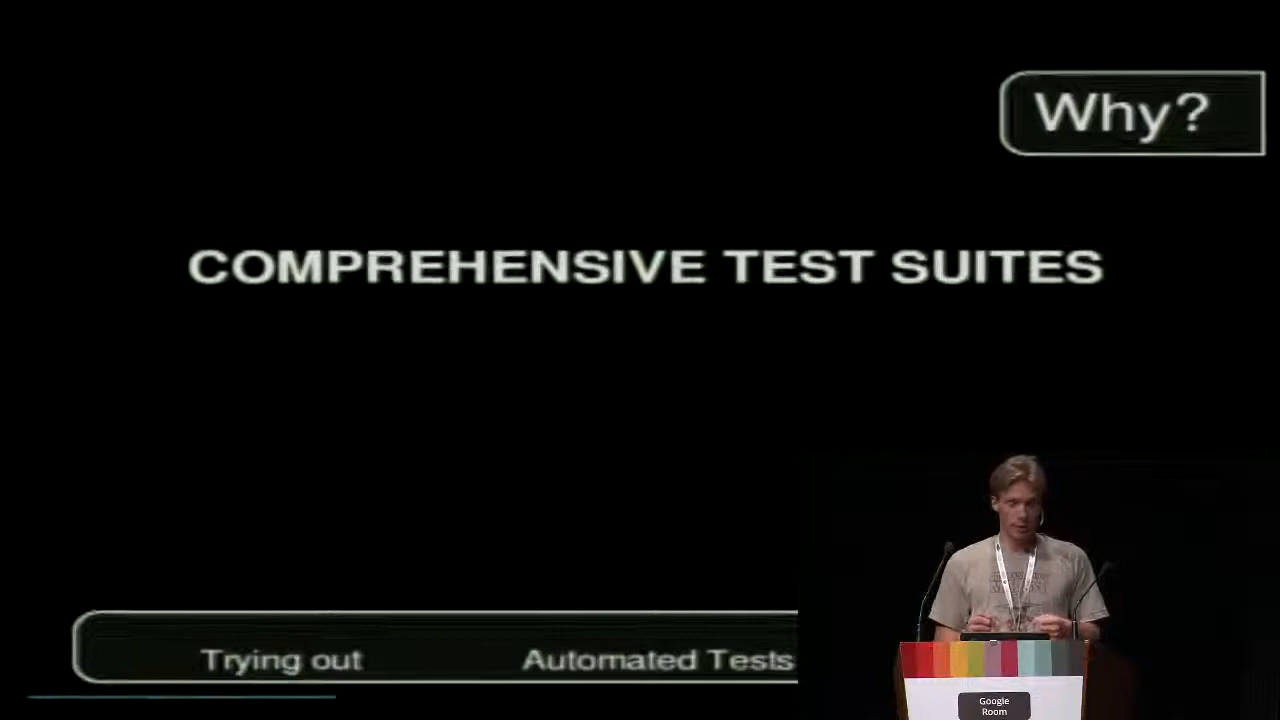 Why?
COMPREHENSIVE TEST SUITES
Trying out
Automated Tests
Google
Room